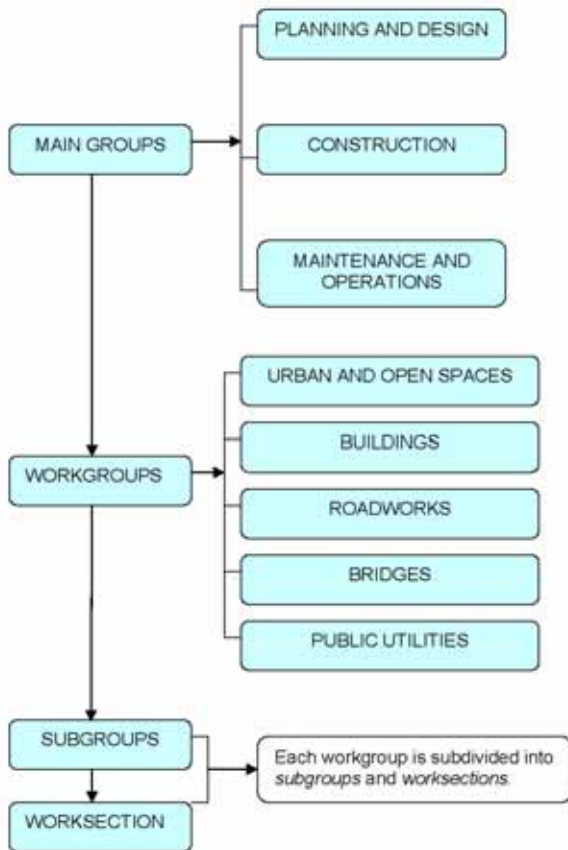 PLANNING AND DESIGN
MAIN GROUPS
CONSTRUCTION
MAINTENANCE AND
OPERATIONS
URBAN AND OPEN SPACES
BUILDINGS
WORKGROUPS
ROADWORKS
BRIDGES
PUBLIC UTILITIES
SUBGROUPS
Each workgroup is subdivided into
subgroups and worksections.
WORKSECTION